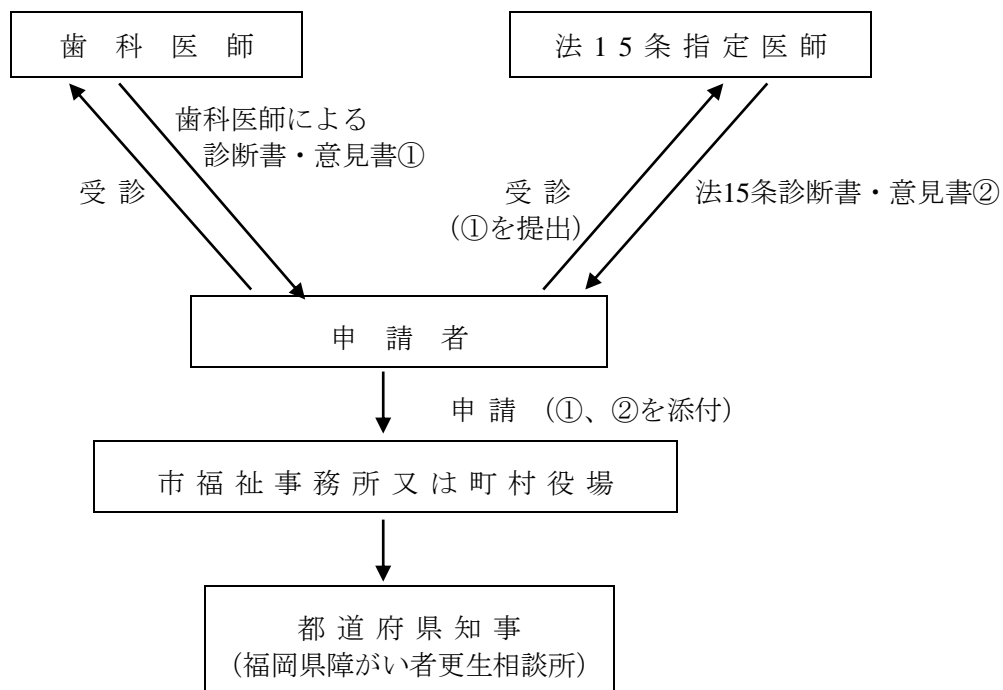 歯科医師
法15条指定医師
歯科医師による
診断書・意見書①
受診
受診
(①を提出)
法15条診断書・意見書②
申請者
申請 (①、②を添付)
市福祉事務所又は町村役場
都道府県知事
(福岡県障がい者更生相談所)